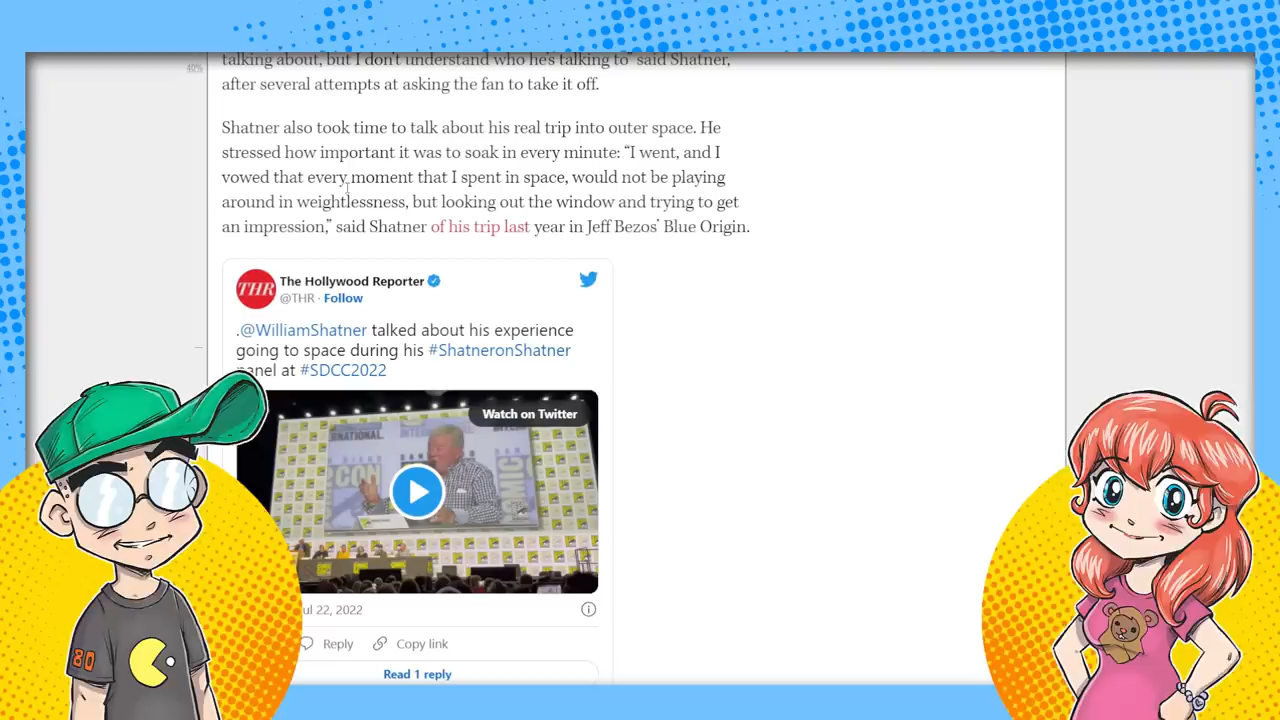 talking about, but I don't understand who he's talking to" said Shatner,
40%
after several attempts at asking the fan to take it off.
Shatner also took time to talk about his real trip into outer space. He
stressed how important it was to soak in every minute: “I went, and I
vowed that every moment that I spent in space, would not be playing
around in weightlessness, but looking out the window and trying to get
an impression,” said Shatner of his trip last year in Jeff Bezos’ Blue Origin.
THR
The Hollywood Reporter
@THR · Follow
.@WilliamShatner talked about his experience
going to space during his #ShatneronShatner
panel at #SDCC2022
Watch on Twitter
ul 22, 2022
Reply
Copy link
Read 1 reply
80